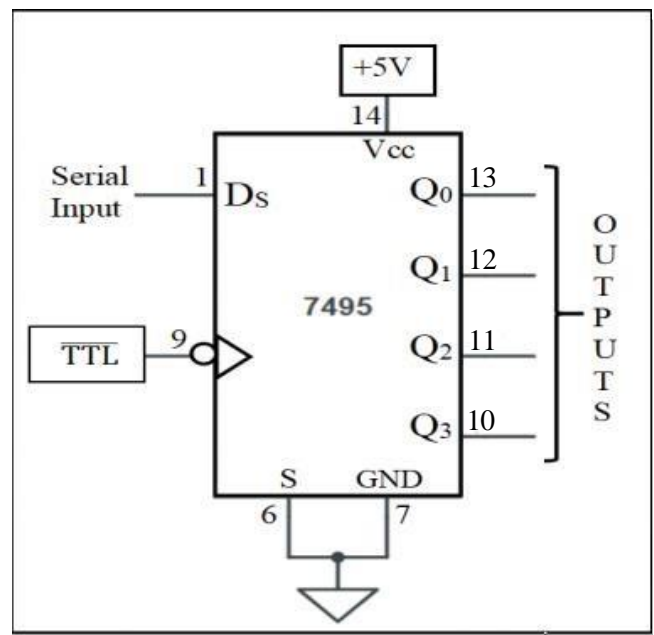 +5V
14
Vcc
Serial
Input
1
Ds
Q0
13
Q1
12
7495
TTL
9
Q2
11
Q3
10
S
GND
6
7
OUTPUTS